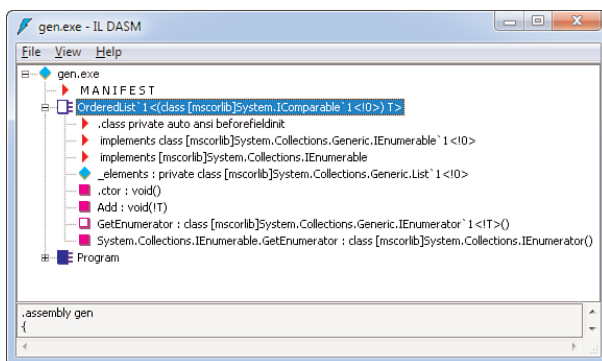 gen.exe - IL DASM
File View Help
gen.exe
MANIFEST
OrderedList`1<(class [mscorlib]System.IComparable`1<!0>) T>
.class private auto ansi beforefieldinit
implements class [mscorlib]System.Collections.Generic.IEnumerable`1<!0>
implements [mscorlib]System.Collections.IEnumerable
_elements : private class [mscorlib]System.Collections.Generic.List`1<!0>
.ctor : void()
Add : void(!T)
GetEnumerator : class [mscorlib]System.Collections.Generic.IEnumerator`1<!T>()
System.Collections.IEnumerable.GetEnumerator : class [mscorlib]System.Collections.IEnumerator()
Program
.assembly gen
{